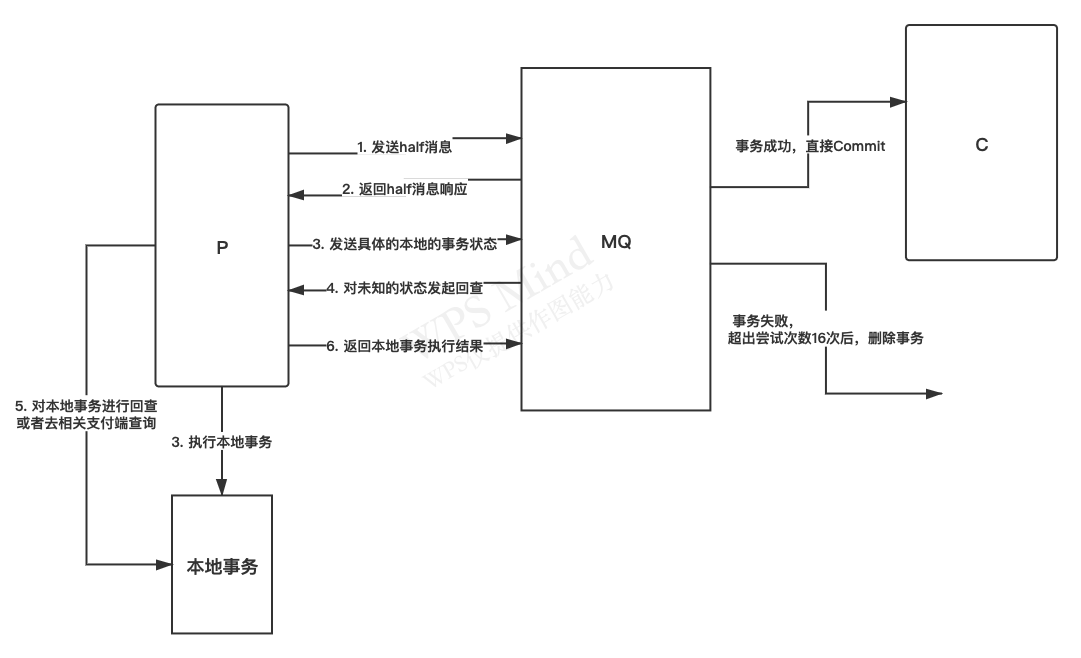 P
MQ
C
1. 发送half消息
2. 返回half消息响应
3. 发送具体的本地的事务状态
4. 对未知的状态发起回查
6. 返回本地事务执行结果
事务成功，直接Commit
事务失败，
超出尝试次数16次后，删除事务
5. 对本地事务进行回查
或者去相关支付端查询
3. 执行本地事务
本地事务
WPS Mind
WPS仅提供作图能力